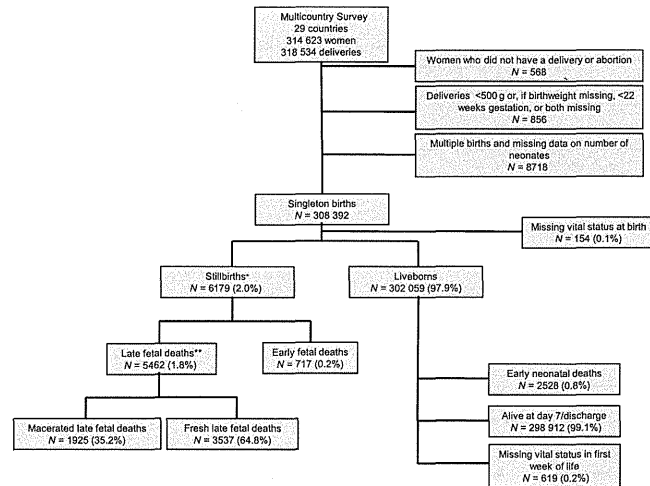 Multicountry Survey
29 countries
314 623 women
318 534 deliveries
Women who did not have a delivery or abortion
N = 568
Deliveries <500 g or, if birthweight missing, <22
weeks gestation, or both missing
N = 856
Multiple births and missing data on number of
neonates
N = 8718
Singleton births
N = 308 392
Missing vital status at birth
N = 154 (0.1%)
Stillbirths*
N = 6179 (2.0%)
Liveborns
N = 302 059 (97.9%)
Late fetal deaths**
N = 5462 (1.8%)
Early fetal deaths
N = 717 (0.2%)
Early neonatal deaths
N = 2528 (0.8%)
Macerated late fetal deaths
N = 1925 (35.2%)
Fresh late fetal deaths
N = 3537 (64.8%)
Alive at day 7/discharge
N = 298 912 (99.1%)
Missing vital status in first
week of life
N = 619 (0.2%)